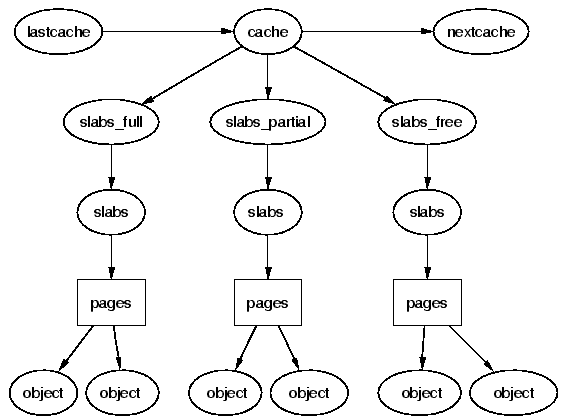 lastcache
cache
nextcache
slabs_full
slabs_partial
slabs_free
slabs
slabs
slabs
pages
pages
pages
object
object
object
object
object
object